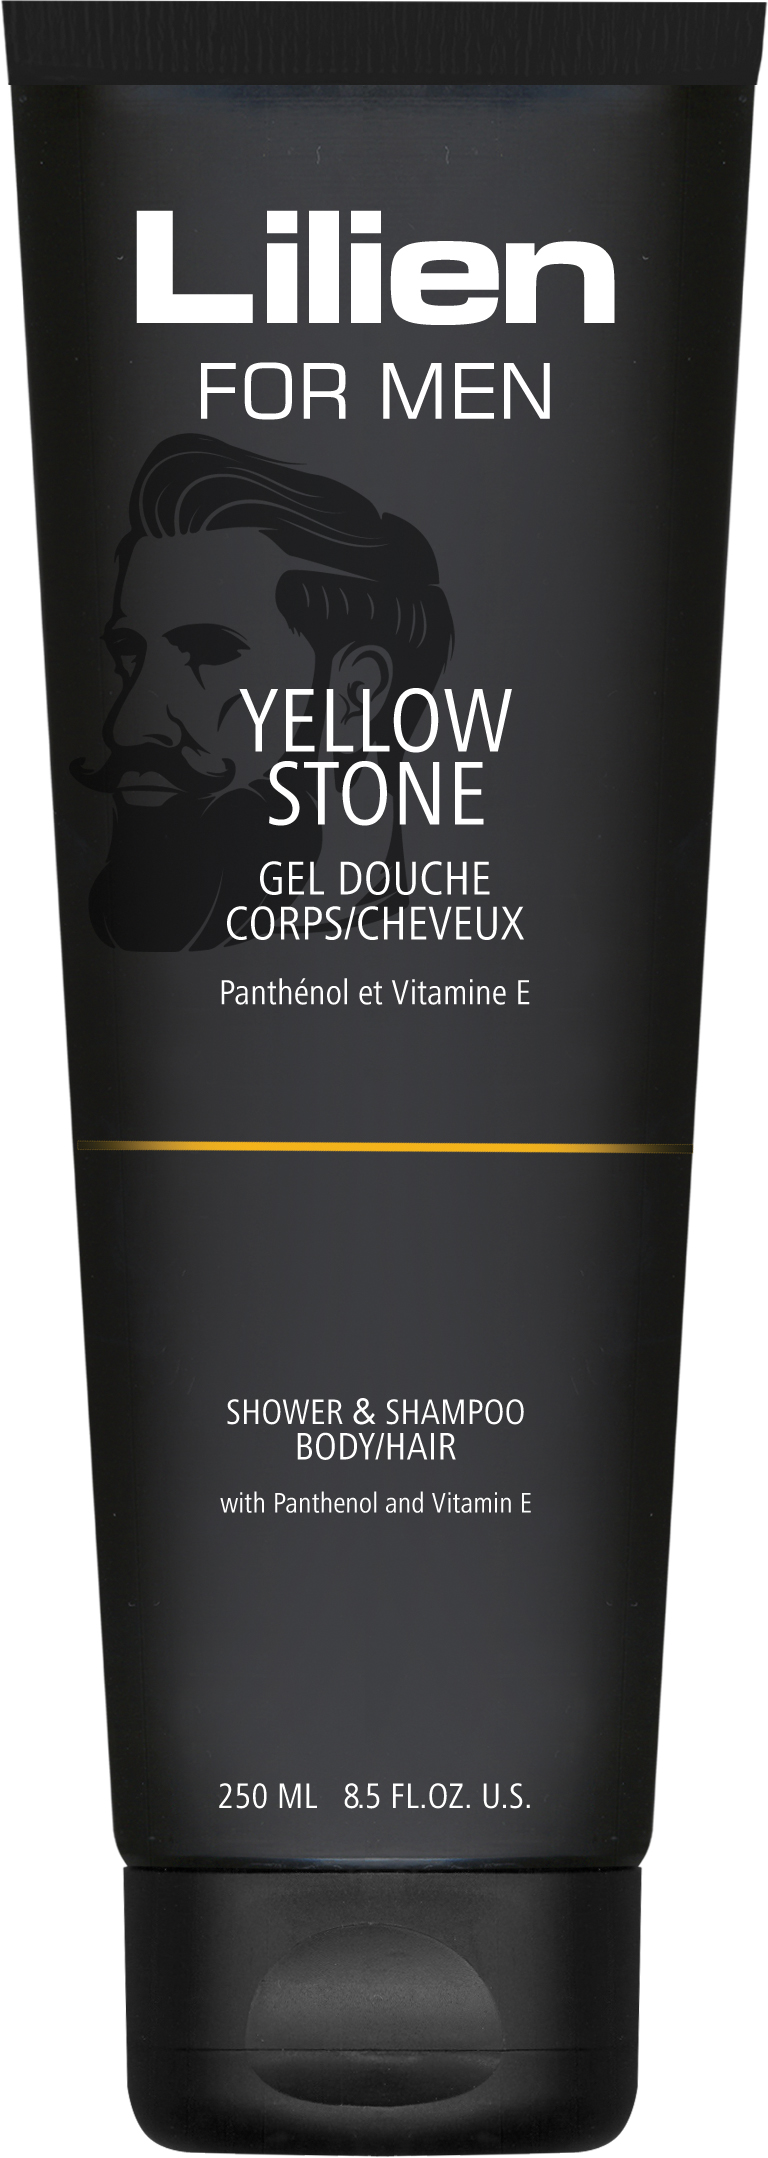 Lilien
FOR MEN
YELLOW
STONE
GEL DOUCHE
CORPS/CHEVEUX
Panthénol et Vitamine E
SHOWER & SHAMPOO
BODY/HAIR
with Panthenol and Vitamin E
250 ML 8.5 FL.OZ. U.S.